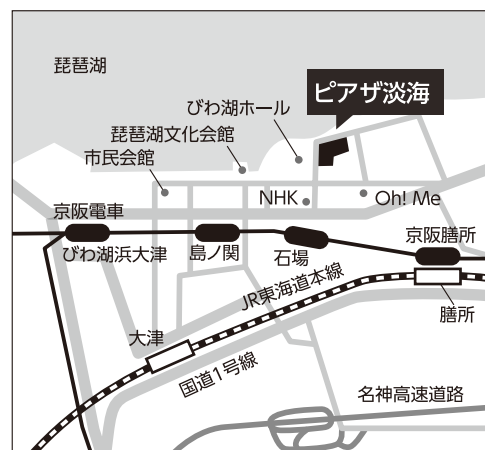 琵琶湖
ピアザ淡海
びわ湖ホール
琵琶湖文化会館
市民会館
NHK
Oh! Me
京阪電車
びわ湖浜大津
島ノ関
石場
京阪膳所
JR東海道本線
膳所
大津
国道1号線
名神高速道路